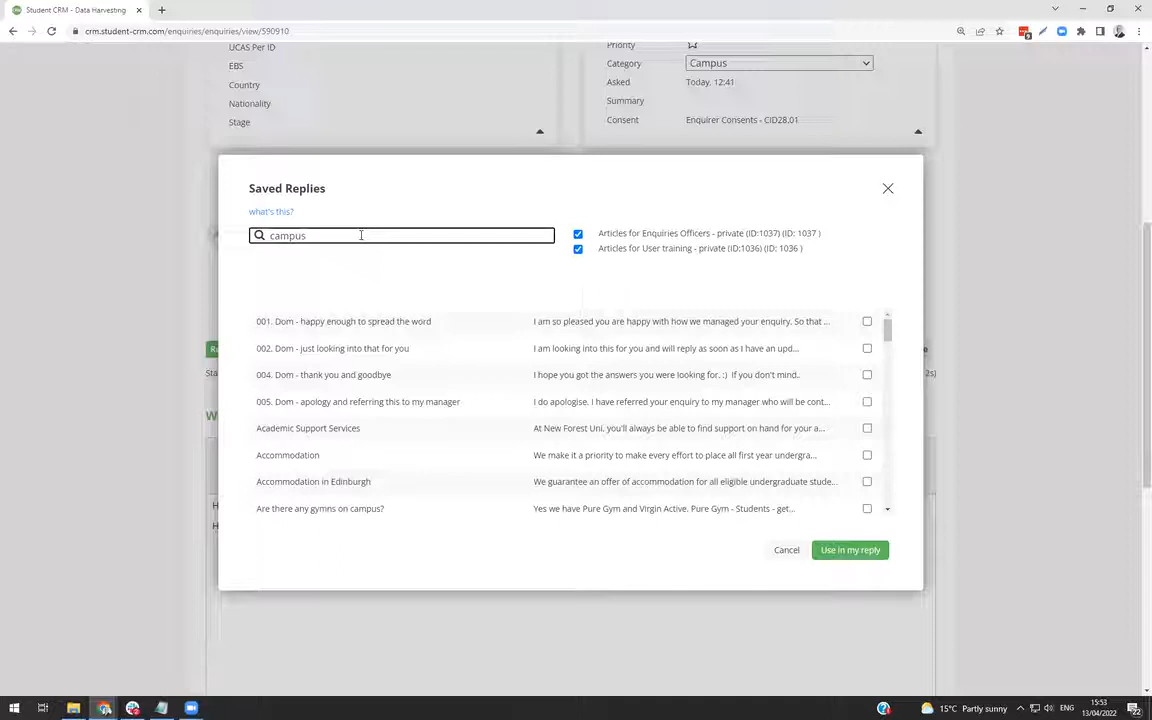 Student CRM - Data Harvesting
crm.student-crm.com/enquiries/enquiries/view/590910
UCAS Per ID
EBS
Country
Nationality
Stage
Priority
Category Campus
Asked Today, 12:41
Summary
Consent Enquirer Consents - CID28.01
Saved Replies
what's this?
campus
Articles for Enquiries Officers - private (ID:1037) (ID: 1037 )
Articles for User training - private (ID:1036) (ID: 1036 )
001. Dom - happy enough to spread the word I am so pleased you are happy with how we managed your enquiry. So that ...
002. Dom - just looking into that for you I am looking into this for you and will reply as soon as I have an upd...
004. Dom - thank you and goodbye I hope you got the answers you were looking for. :) If you don't mind..
005. Dom - apology and referring this to my manager I do apologise. I have referred your enquiry to my manager who will be cont...
Academic Support Services At New Forest Uni, you'll always be able to find support on hand for your a...
Accommodation We make it a priority to make every effort to place all first year undergra...
Accommodation in Edinburgh We guarantee an offer of accommodation for all eligible undergraduate stude...
Are there any gyms on campus? Yes we have Pure Gym and Virgin Active. Pure Gym - Students - get...
Cancel Use in my reply
15°C Partly sunny
ENG
15:53
13/04/2022
22